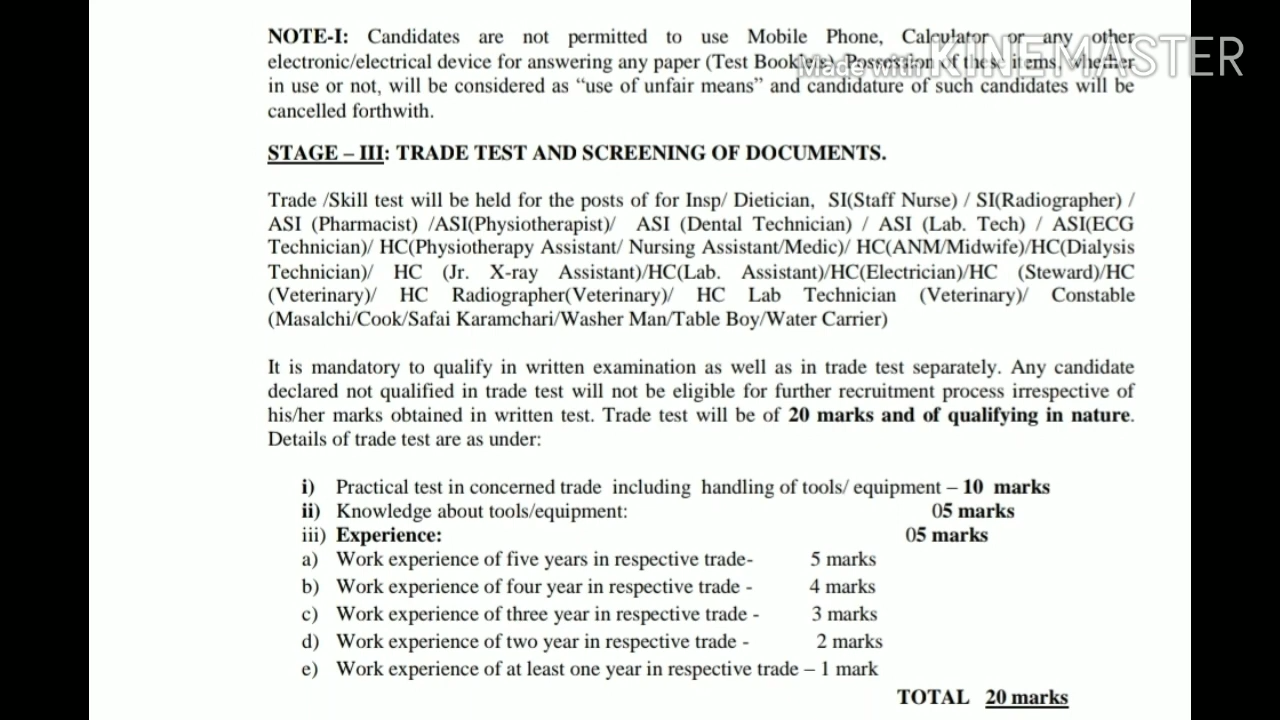 NOTE-I: Candidates are not permitted to use Mobile Phone, Calculator or any other
electronic/electrical device for answering any paper (Test Booklets). Possession of these items, whether
Made with KINEMASTER
in use or not, will be considered as “use of unfair means” and candidature of such candidates will be
cancelled forthwith.
STAGE – III: TRADE TEST AND SCREENING OF DOCUMENTS.
Trade /Skill test will be held for the posts of for Insp/ Dietician, SI(Staff Nurse) / SI(Radiographer) /
ASI (Pharmacist) /ASI(Physiotherapist)/ ASI (Dental Technician) / ASI (Lab. Tech) / ASI(ECG
Technician)/ HC(Physiotherapy Assistant/ Nursing Assistant/Medic)/ HC(ANM/Midwife)/HC(Dialysis
Technician)/ HC (Jr. X-ray Assistant)/HC(Lab. Assistant)/HC(Electrician)/HC (Steward)/HC
(Veterinary)/ HC Radiographer(Veterinary)/ HC Lab Technician (Veterinary)/ Constable
(Masalchi/Cook/Safai Karamchari/Washer Man/Table Boy/Water Carrier)
It is mandatory to qualify in written examination as well as in trade test separately. Any candidate
declared not qualified in trade test will not be eligible for further recruitment process irrespective of
his/her marks obtained in written test. Trade test will be of 20 marks and of qualifying in nature.
Details of trade test are as under:
i) Practical test in concerned trade including handling of tools/ equipment – 10 marks
ii) Knowledge about tools/equipment: 05 marks
iii) Experience: 05 marks
a) Work experience of five years in respective trade- 5 marks
b) Work experience of four year in respective trade - 4 marks
c) Work experience of three year in respective trade - 3 marks
d) Work experience of two year in respective trade - 2 marks
e) Work experience of at least one year in respective trade – 1 mark
TOTAL 20 marks